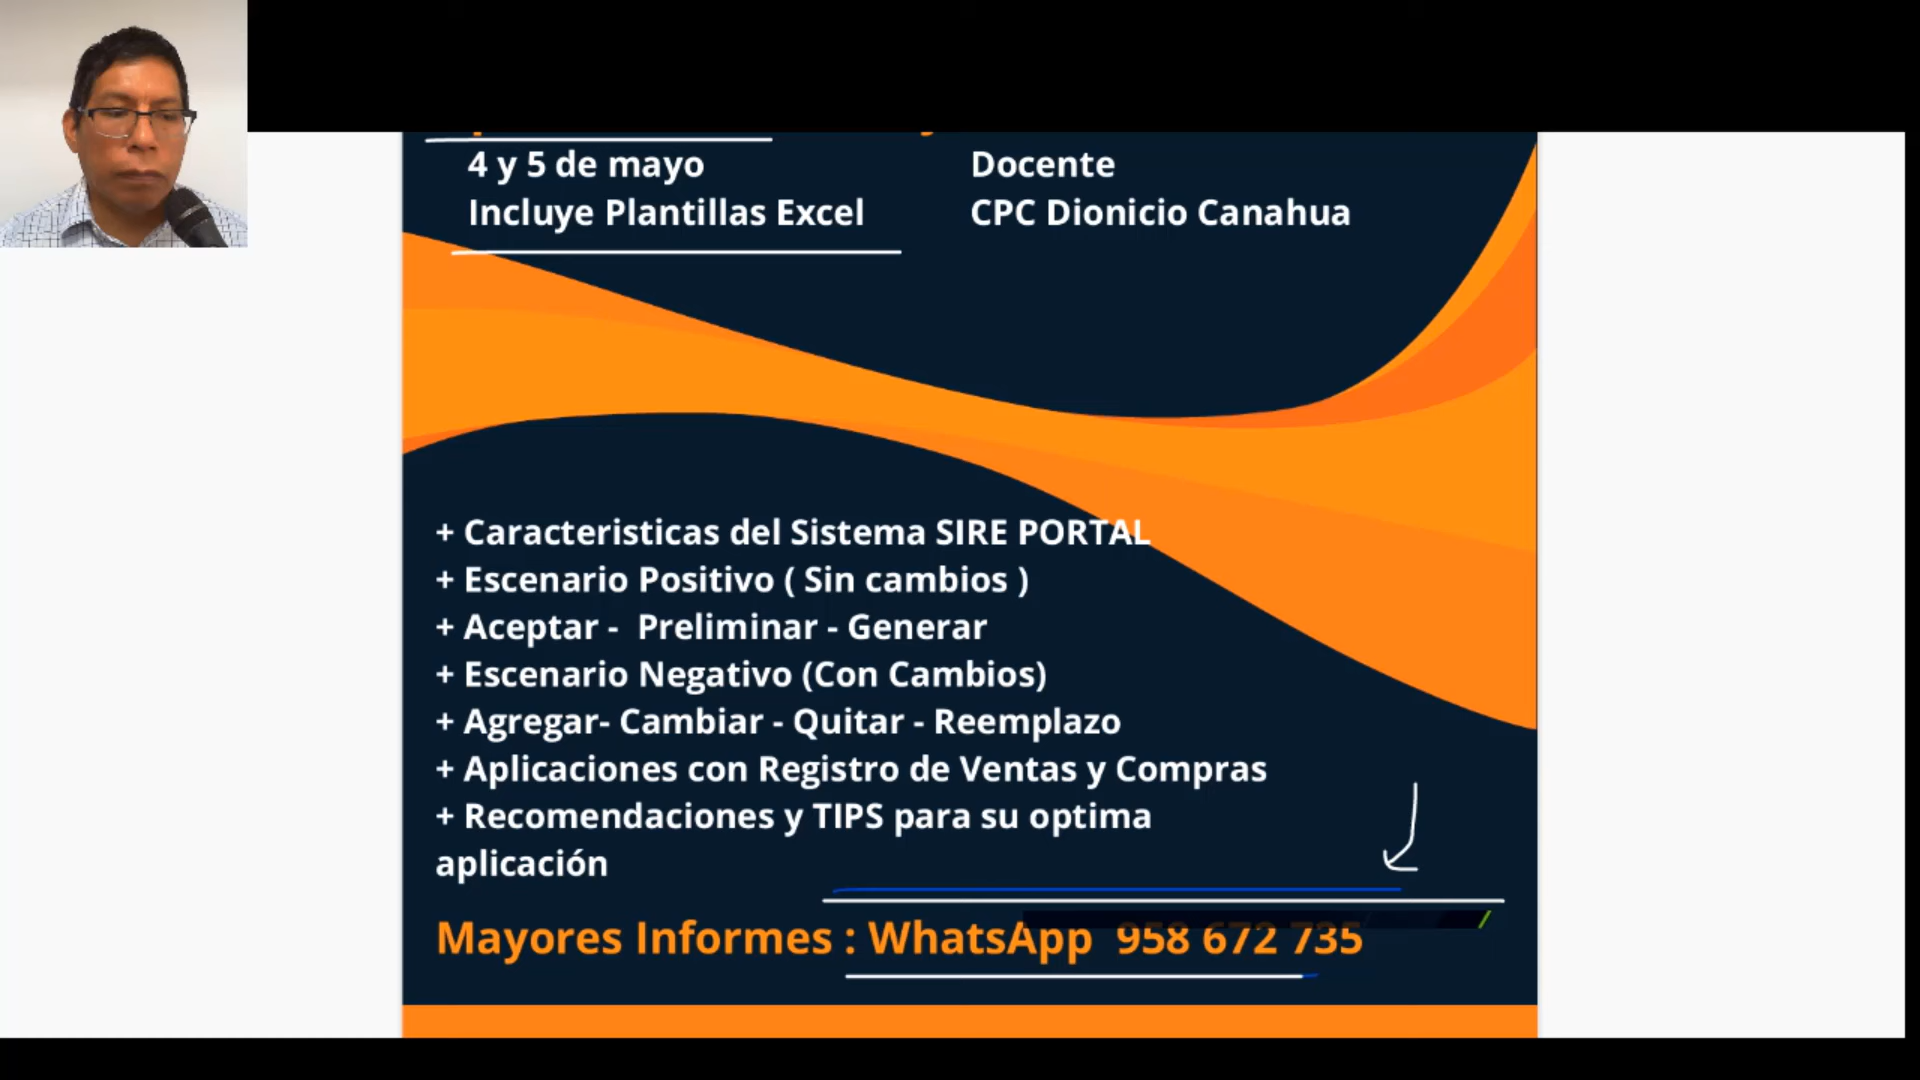 4 y 5 de mayo
Incluye Plantillas Excel
Docente
CPC Dionicio Canahua
+ Caracteristicas del Sistema SIRE PORTAL
+ Escenario Positivo ( Sin cambios )
+ Aceptar -  Preliminar - Generar
+ Escenario Negativo (Con Cambios)
+ Agregar- Cambiar - Quitar - Reemplazo
+ Aplicaciones con Registro de Ventas y Compras
+ Recomendaciones y TIPS para su optima
aplicación
Mayores Informes : WhatsApp  958 672 735